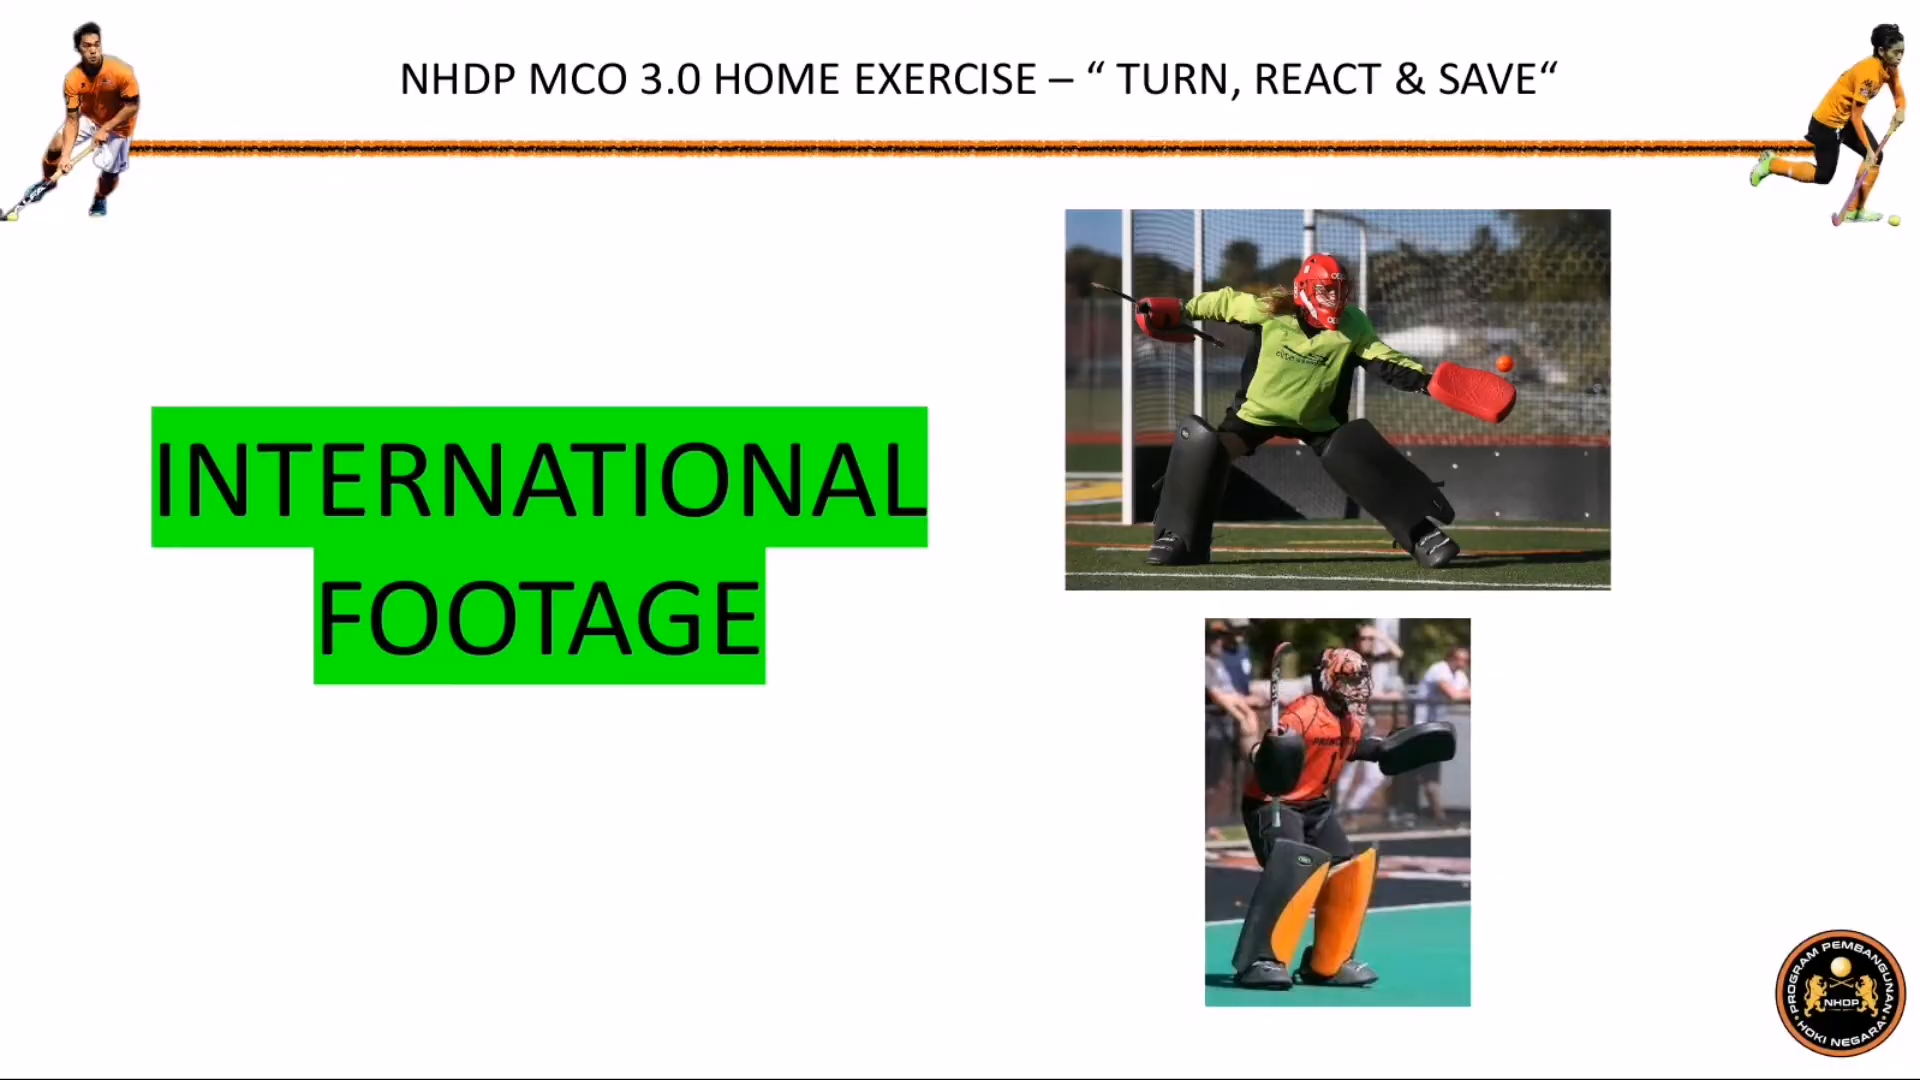 NHDP MCO 3.0 HOME EXERCISE – “ TURN, REACT & SAVE“
INTERNATIONAL
FOOTAGE
PROGRAM PEMBANGUNAN
NHDP
HOKI NEGARA